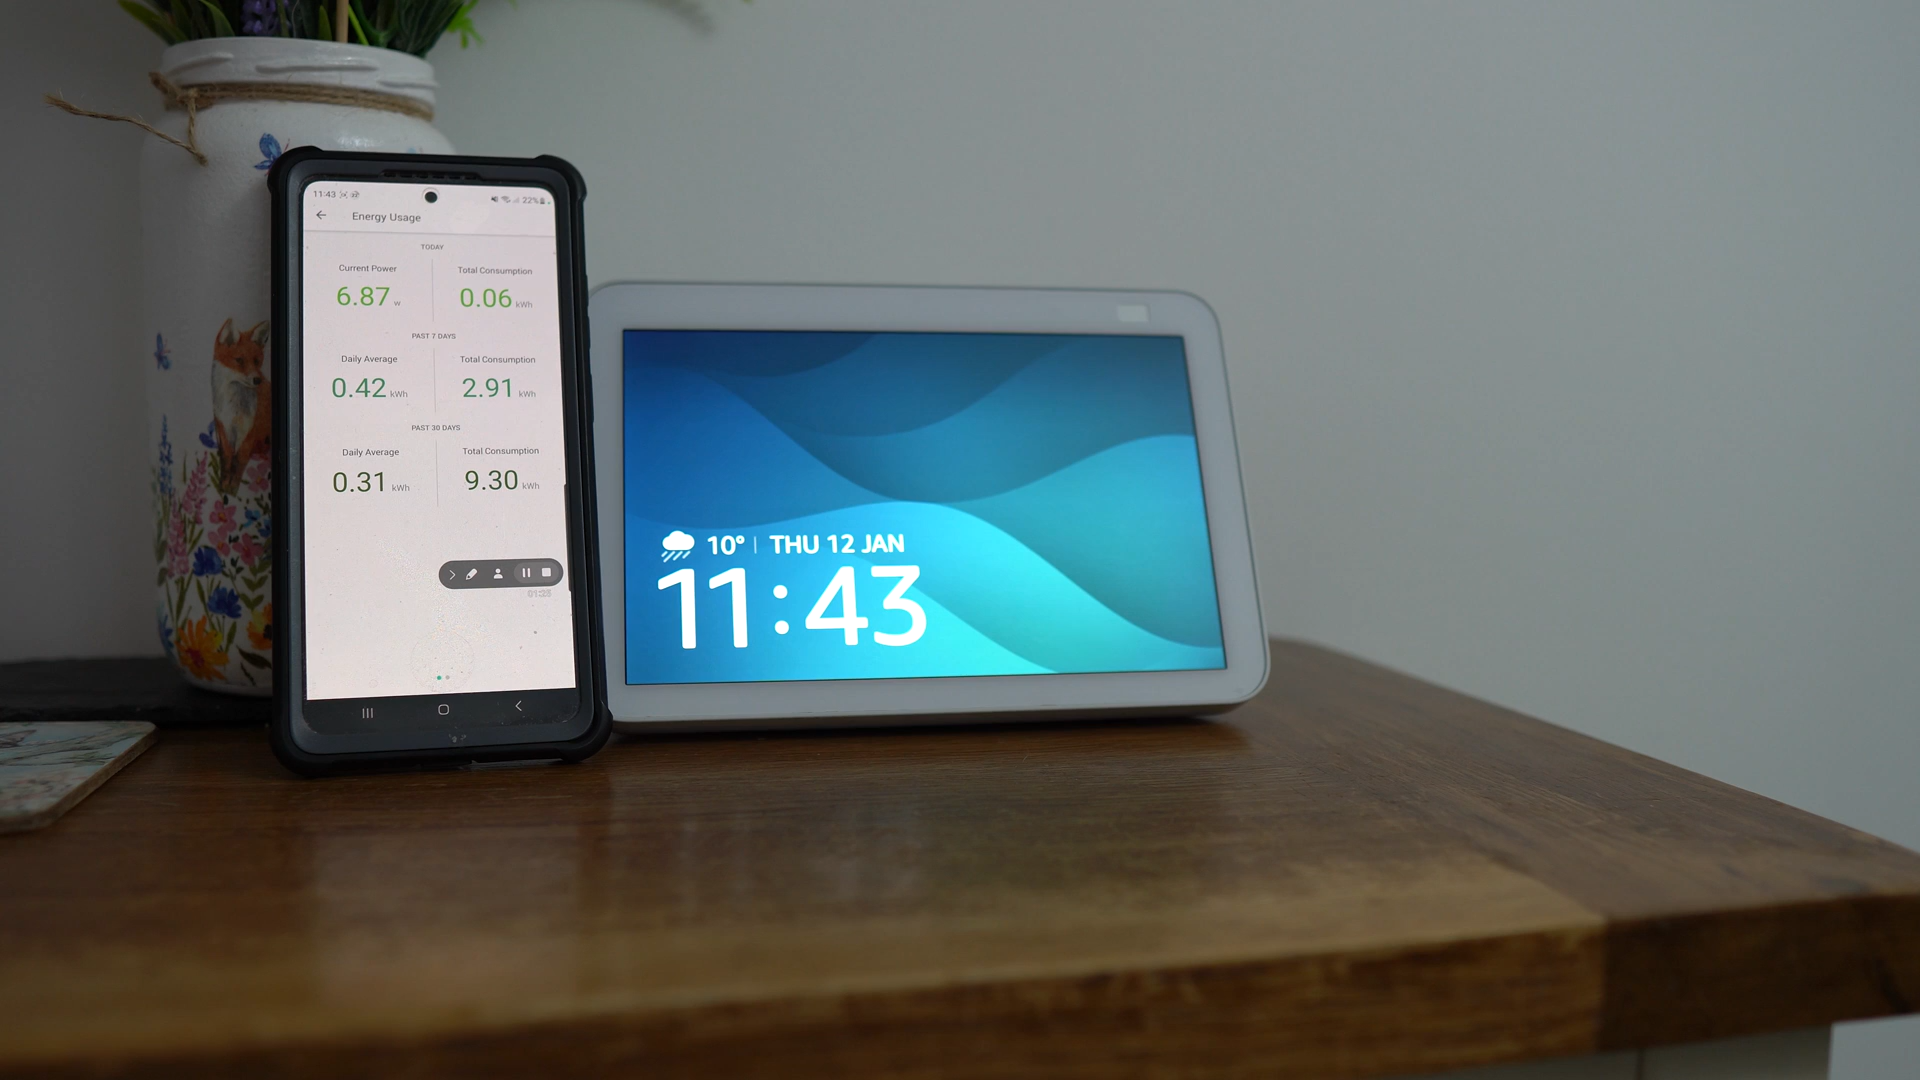 11:43
22%
Energy Usage
TODAY
Current Power
Total Consumption
6.87 w
0.06 kWh
PAST 7 DAYS
Daily Average
Total Consumption
0.42 kWh
2.91 kWh
PAST 30 DAYS
Daily Average
Total Consumption
0.31 kWh
9.30 kWh
10° | THU 12 JAN
11:43